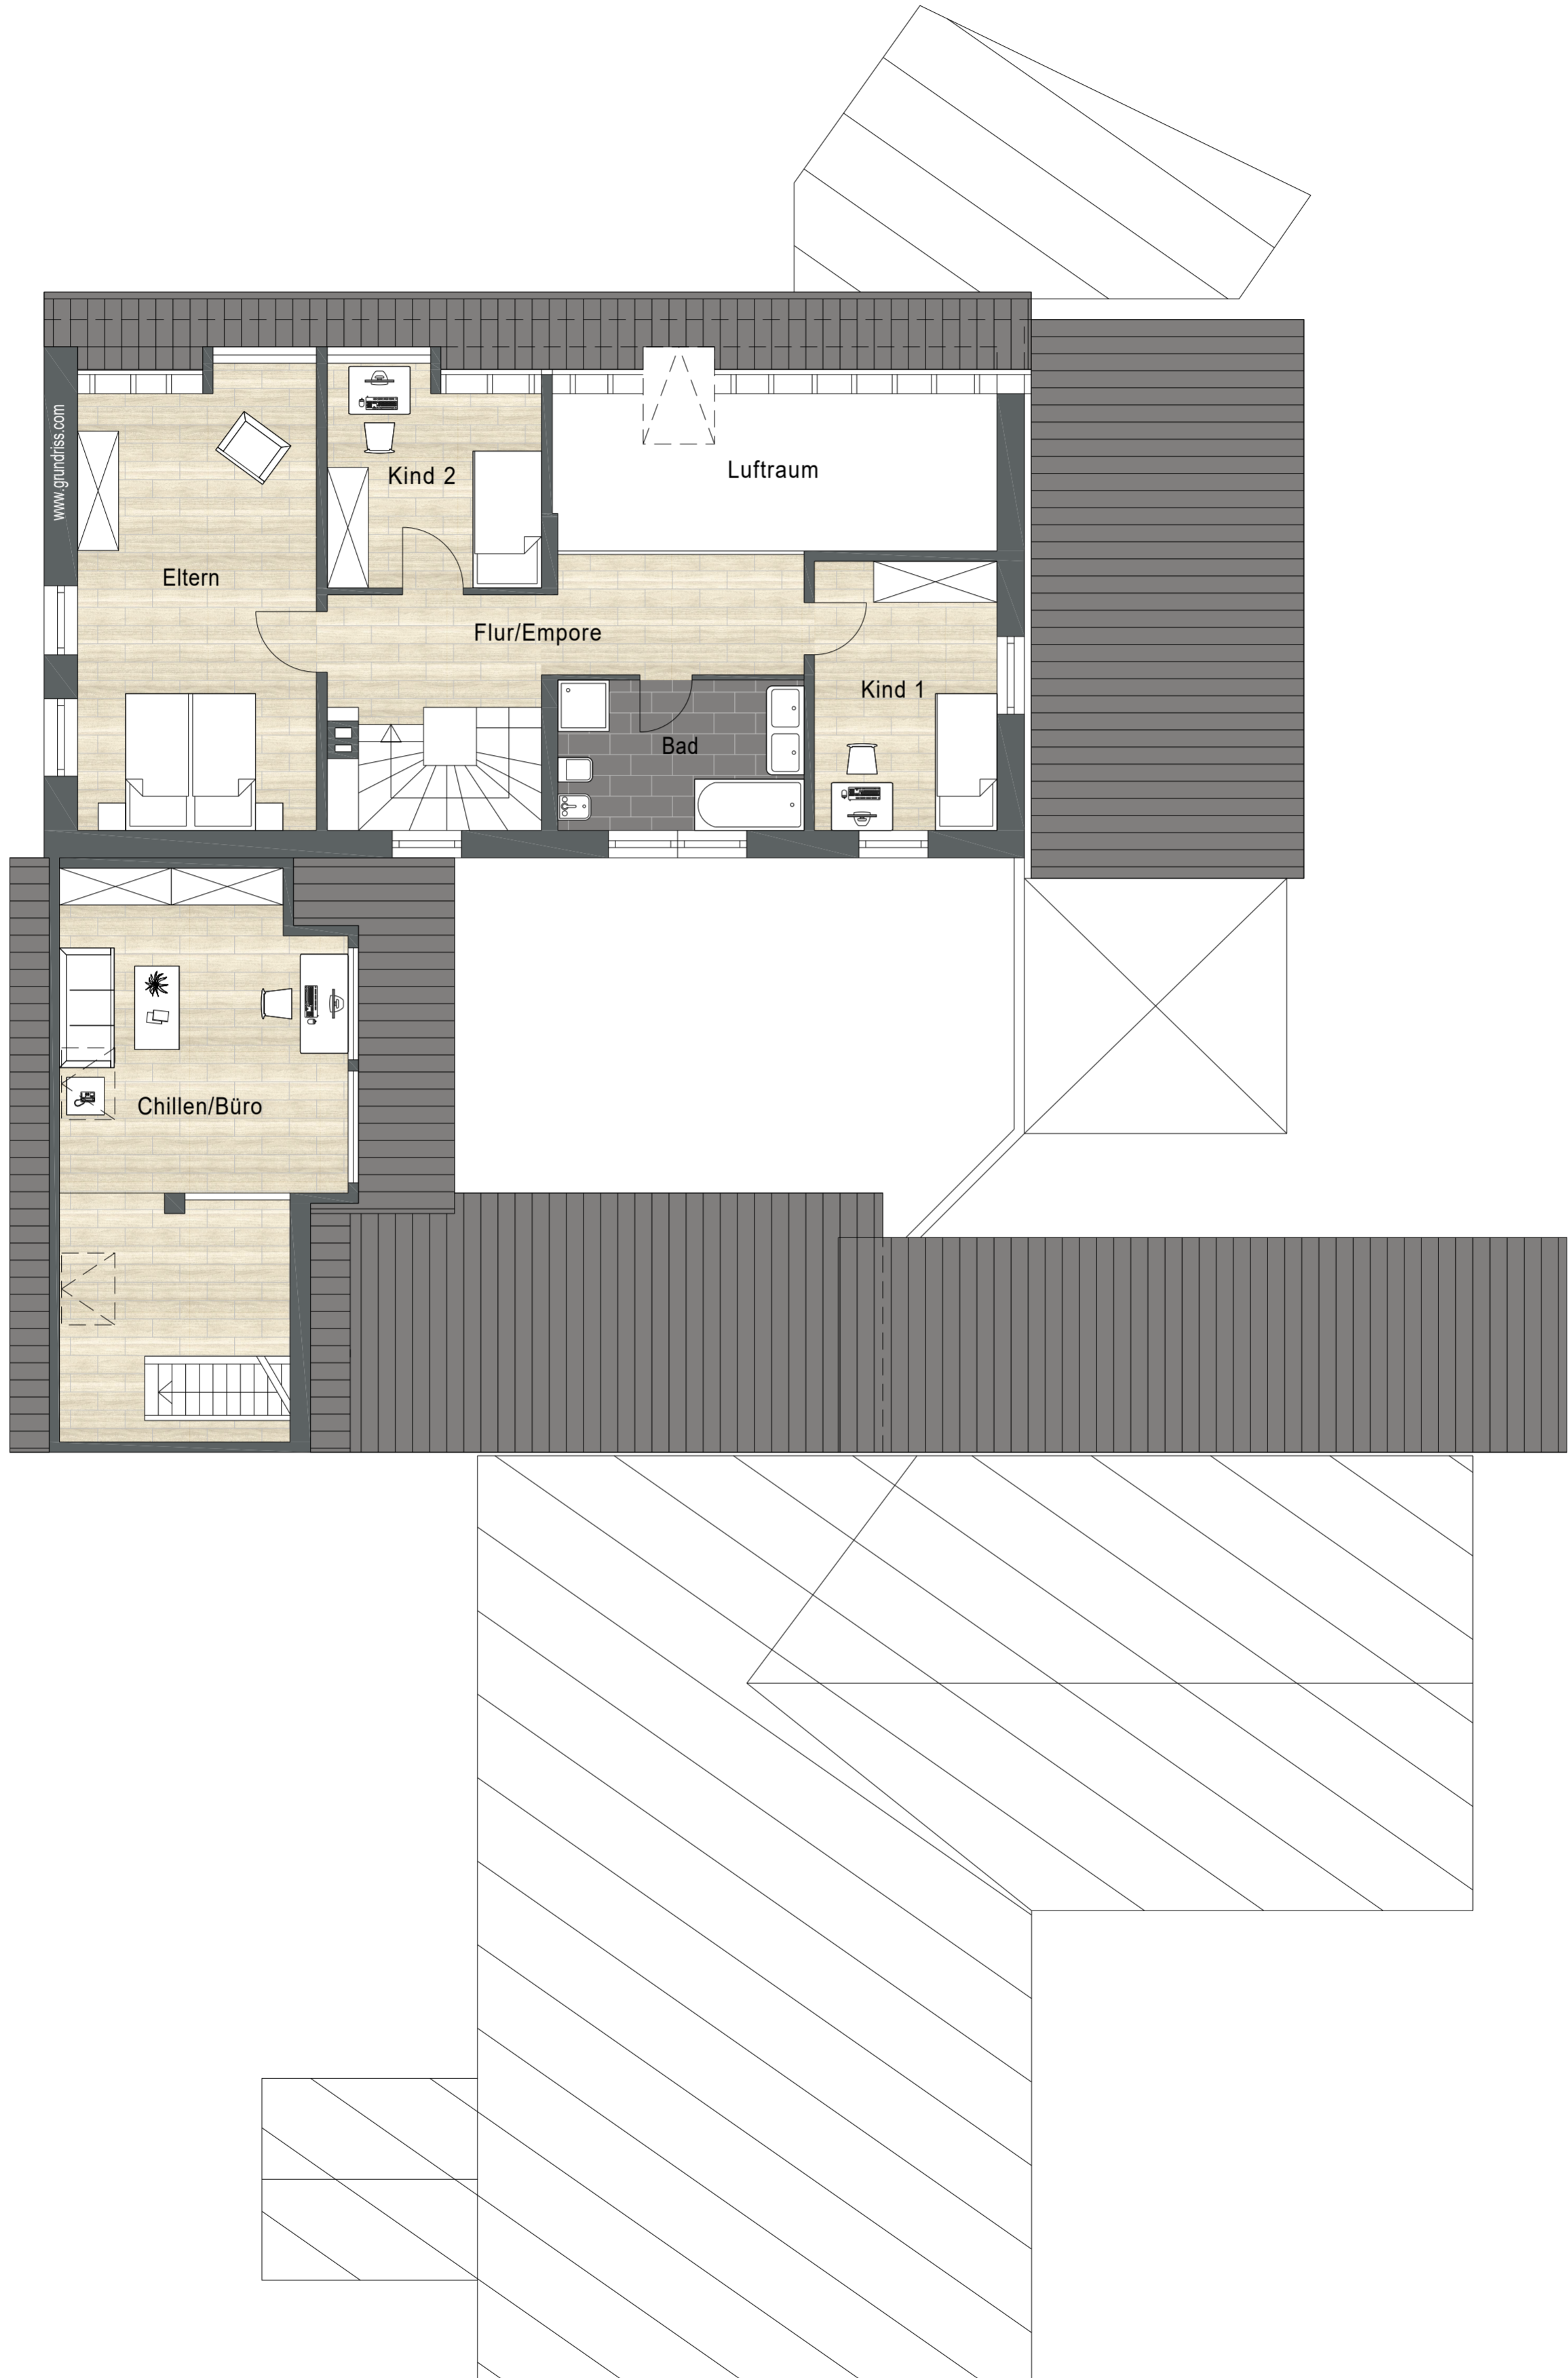 www.grundriss.com
Kind 2
Luftraum
Eltern
Flur/Empore
Kind 1
Bad
Chillen/Büro